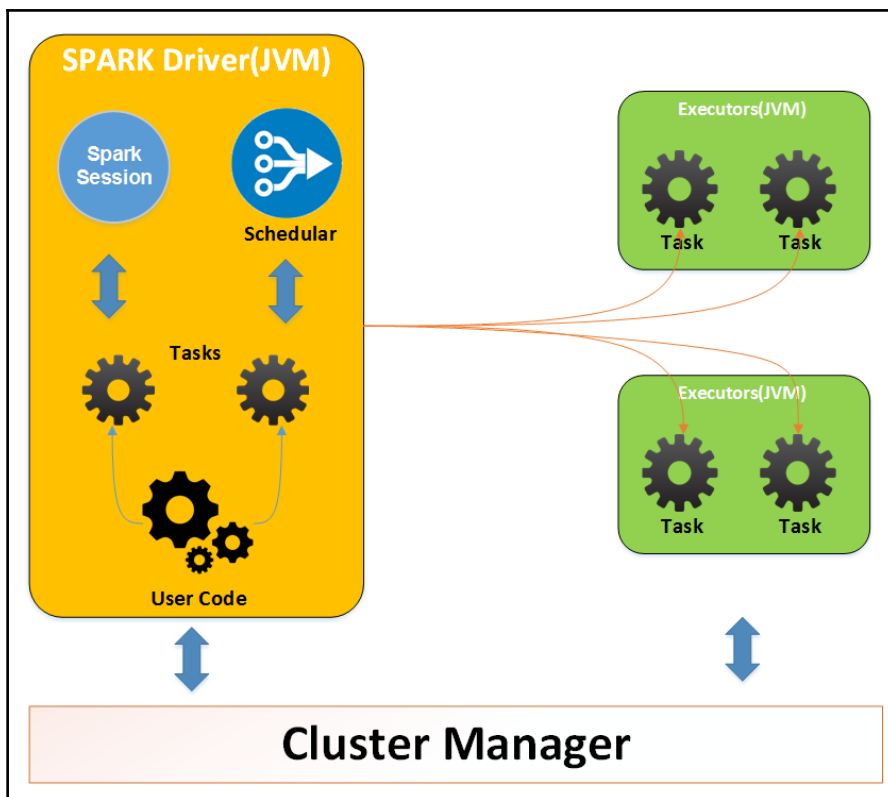 SPARK Driver(JVM)
Spark
Session
Schedular
Tasks
User Code
Executors(JVM)
Task
Task
Executors(JVM)
Task
Task
Cluster Manager